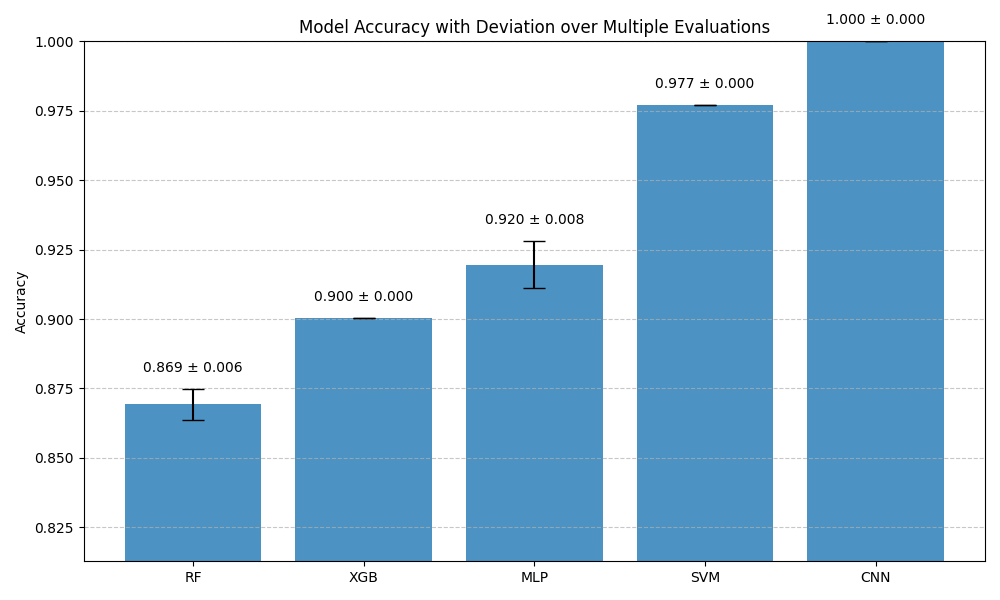 Model Accuracy with Deviation over Multiple Evaluations
1.000 ± 0.000
0.977 ± 0.000
0.920 ± 0.008
0.900 ± 0.000
0.869 ± 0.006
Accuracy
1.000
0.975
0.950
0.925
0.900
0.875
0.850
0.825
RF
XGB
MLP
SVM
CNN